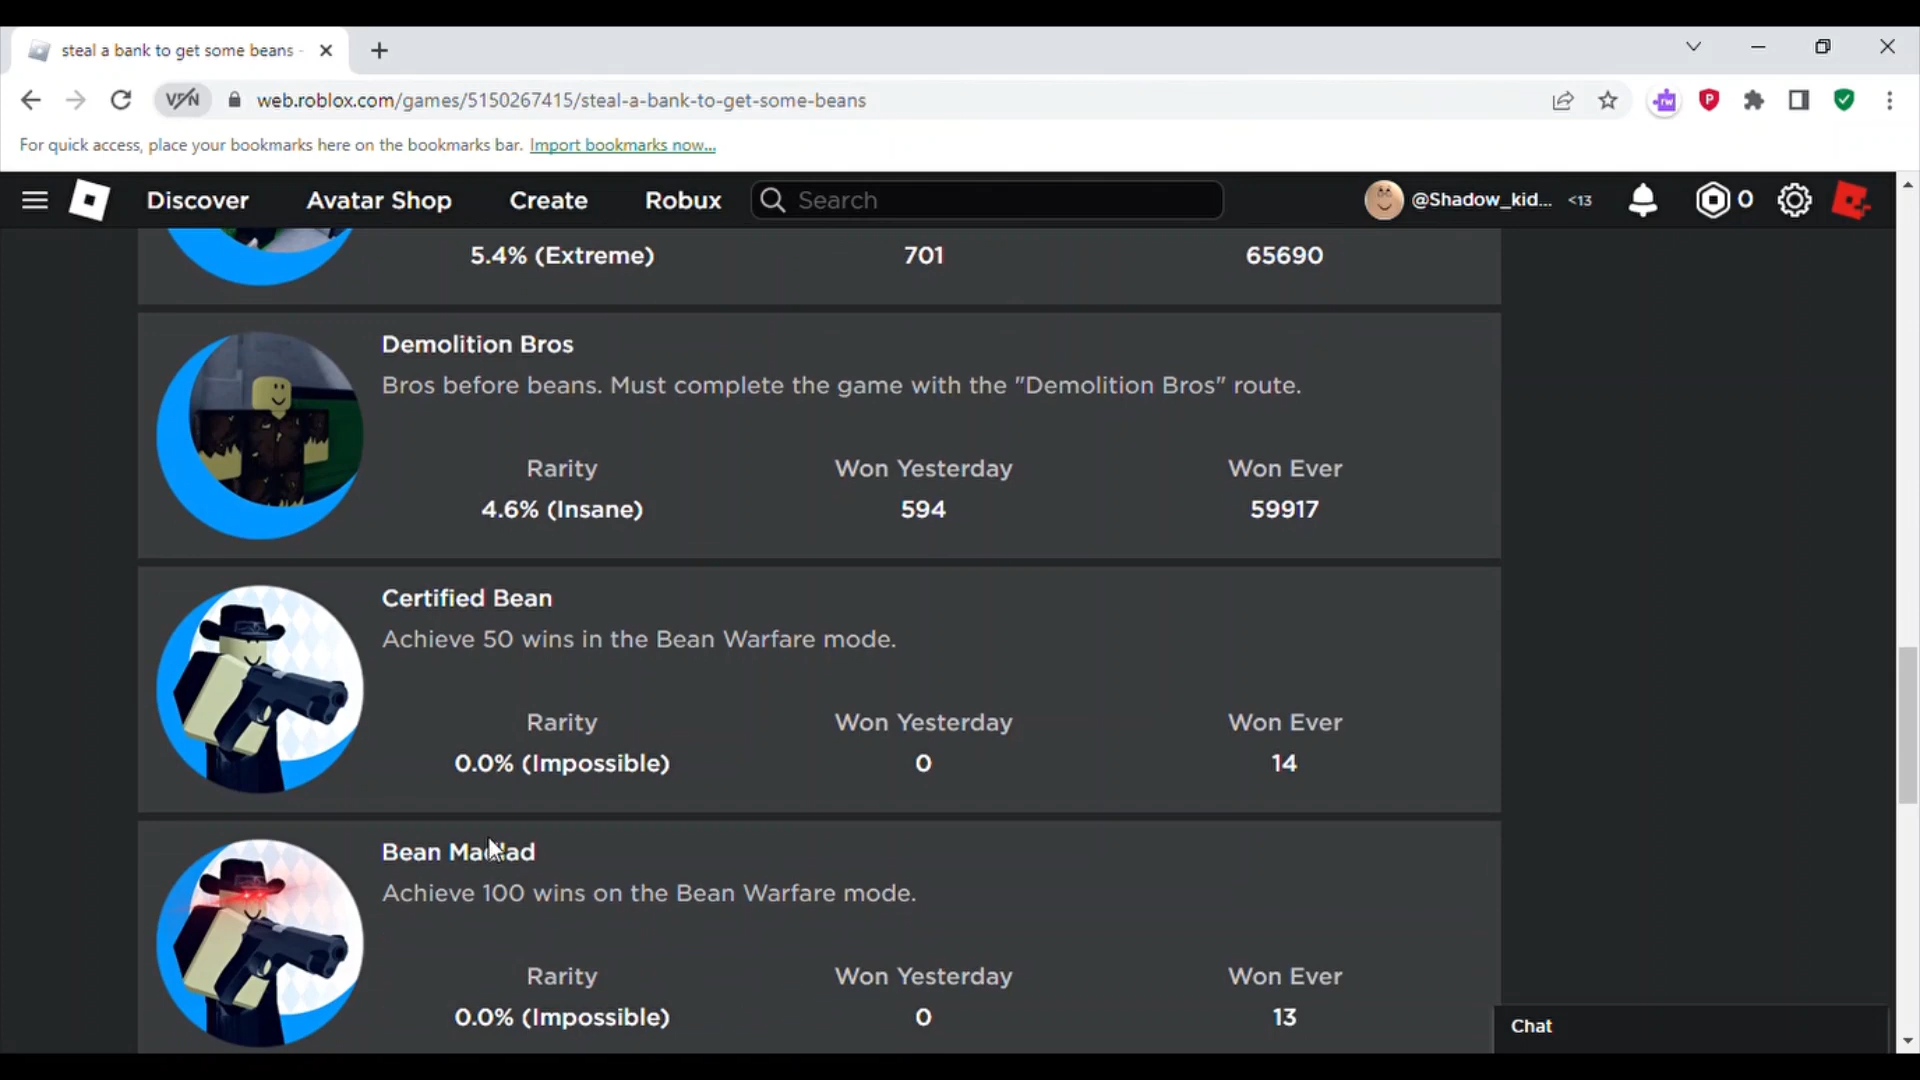 steal a bank to get some beans -
VPN
web.roblox.com/games/5150267415/steal-a-bank-to-get-some-beans
For quick access, place your bookmarks here on the bookmarks bar. Import bookmarks now...
Discover Avatar Shop Create Robux Search @Shadow_kid... <13 0
5.4% (Extreme) 701 65690
Demolition Bros
Bros before beans. Must complete the game with the "Demolition Bros" route.
Rarity Won Yesterday Won Ever
4.6% (Insane) 594 59917
Certified Bean
Achieve 50 wins in the Bean Warfare mode.
Rarity Won Yesterday Won Ever
0.0% (Impossible) 0 14
Bean
Achieve 100 wins on the Bean Warfare mode.
Rarity Won Yesterday Won Ever
0.0% (Impossible) 0 13
Chat